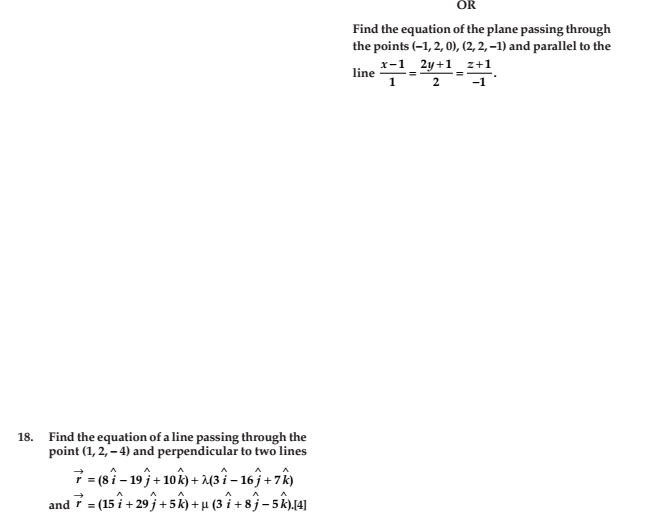 18. Find the equation of a line passing through the
point (1, 2, – 4) and perpendicular to two lines
$\vec{r}$ = (8$\hat{i}$ – 19$\hat{j}$ + 10$\hat{k}$) + λ(3$\hat{i}$ – 16$\hat{j}$ + 7$\hat{k}$)
and $\vec{r}$ = (15$\hat{i}$ + 29$\hat{j}$ + 5$\hat{k}$) + μ (3$\hat{i}$ + 8$\hat{j}$ – 5$\hat{k}$).[4]
OR
Find the equation of the plane passing through
the points (–1, 2, 0), (2, 2, –1) and parallel to the
line $\frac{x-1}{1} = \frac{2y+1}{2} = \frac{z+1}{-1}$.